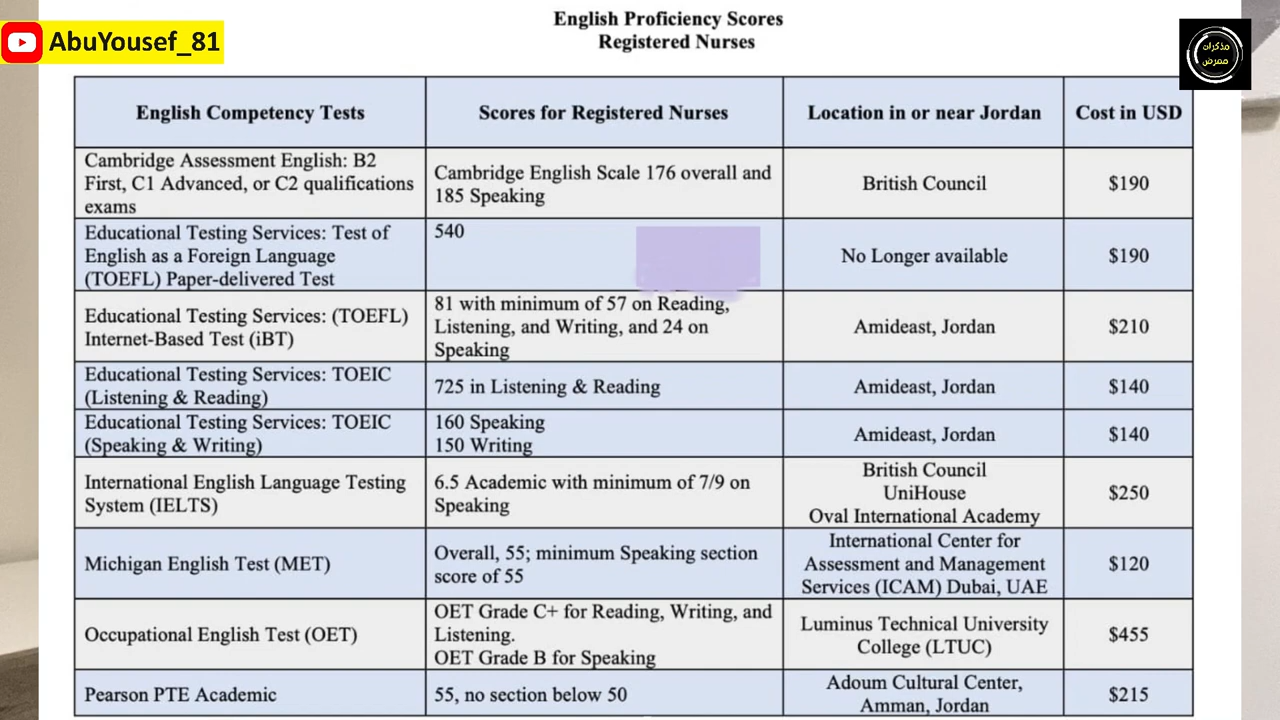 AbuYousef_81
English Proficiency Scores
Registered Nurses
مذكرات
ممرض
English Competency Tests
Scores for Registered Nurses
Location in or near Jordan
Cost in USD
Cambridge Assessment English: B2
First, C1 Advanced, or C2 qualifications
exams
Cambridge English Scale 176 overall and
185 Speaking
British Council
$190
Educational Testing Services: Test of
English as a Foreign Language
(TOEFL) Paper-delivered Test
540
No Longer available
$190
Educational Testing Services: (TOEFL)
Internet-Based Test (iBT)
81 with minimum of 57 on Reading,
Listening, and Writing, and 24 on
Speaking
Amideast, Jordan
$210
Educational Testing Services: TOEIC
(Listening & Reading)
725 in Listening & Reading
Amideast, Jordan
$140
Educational Testing Services: TOEIC
(Speaking & Writing)
160 Speaking
150 Writing
Amideast, Jordan
$140
International English Language Testing
System (IELTS)
6.5 Academic with minimum of 7/9 on
Speaking
British Council
UniHouse
Oval International Academy
$250
Michigan English Test (MET)
Overall, 55; minimum Speaking section
score of 55
International Center for
Assessment and Management
Services (ICAM) Dubai, UAE
$120
Occupational English Test (OET)
OET Grade C+ for Reading, Writing, and
Listening.
OET Grade B for Speaking
Luminus Technical University
College (LTUC)
$455
Pearson PTE Academic
55, no section below 50
Adoum Cultural Center,
Amman, Jordan
$215